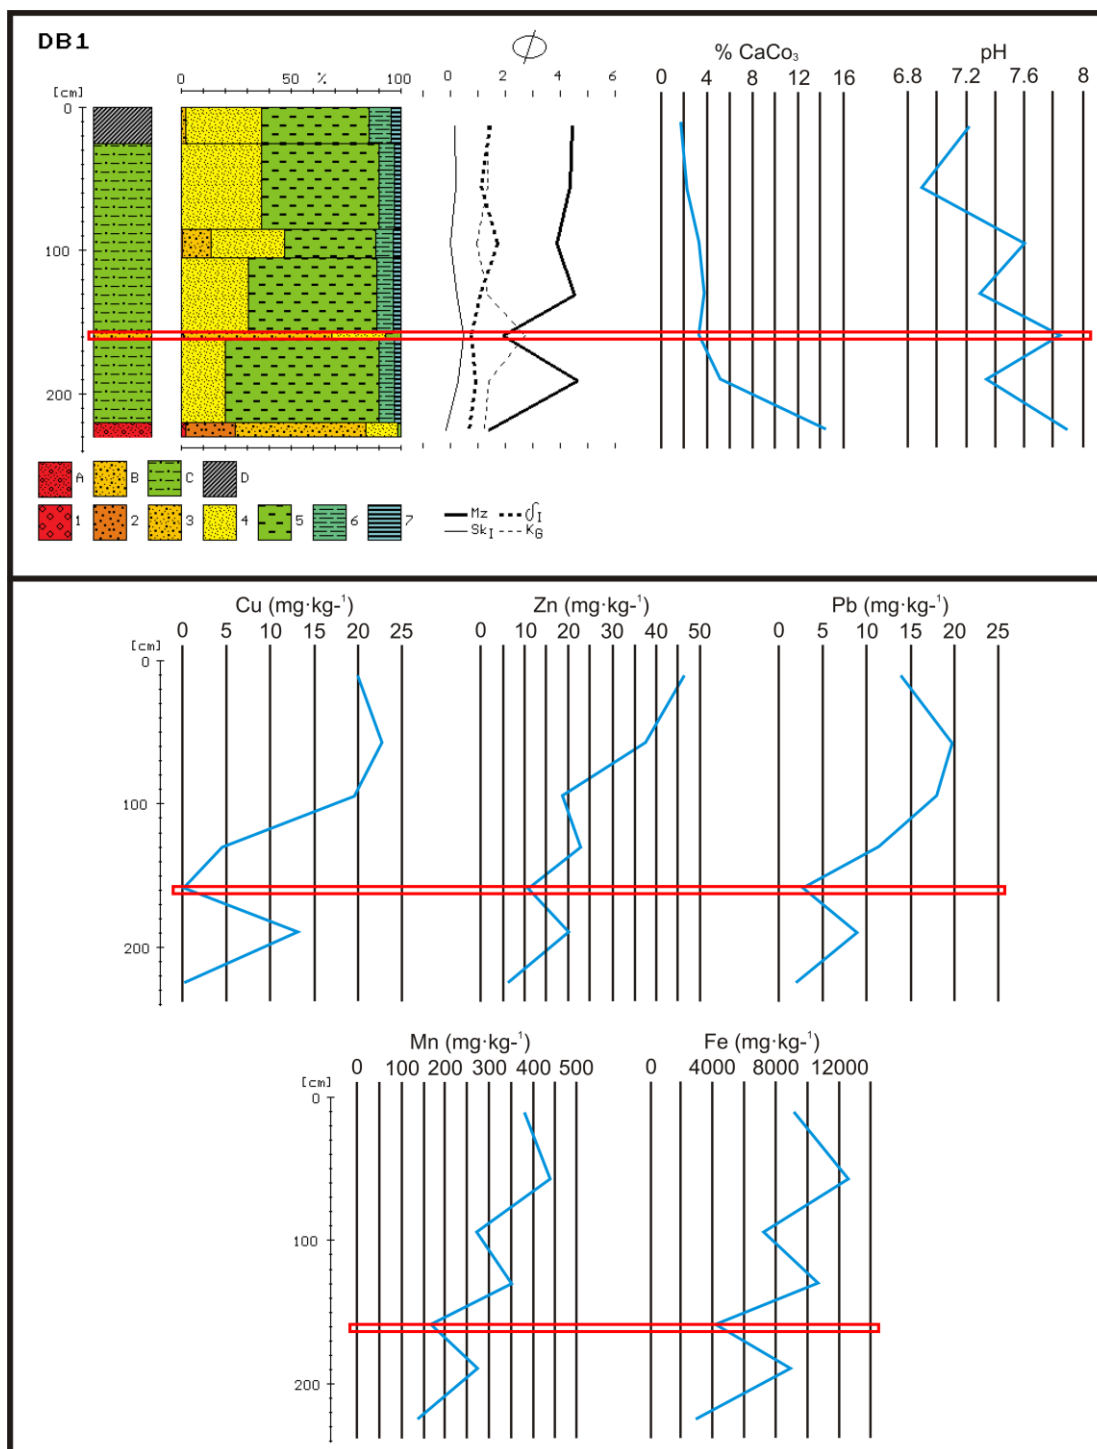 DB1
% CaCo₃ pH
0 50 % 100 0 2 4 6 0 4 8 12 16 6.8 7.2 7.6 8
[cm]
0
100
200
A B C D
1 2 3 4 5 6 7 Mz δI
SkI KG
Cu (mg·kg-¹) Zn (mg·kg-¹) Pb (mg·kg-¹)
0 5 10 15 20 25 0 10 20 30 40 50 0 5 10 15 20 25
[cm]
0
100
200
Mn (mg·kg-¹) Fe (mg·kg-¹)
0 100 200 300 400 500 0 4000 8000 12000
[cm]
0
100
200